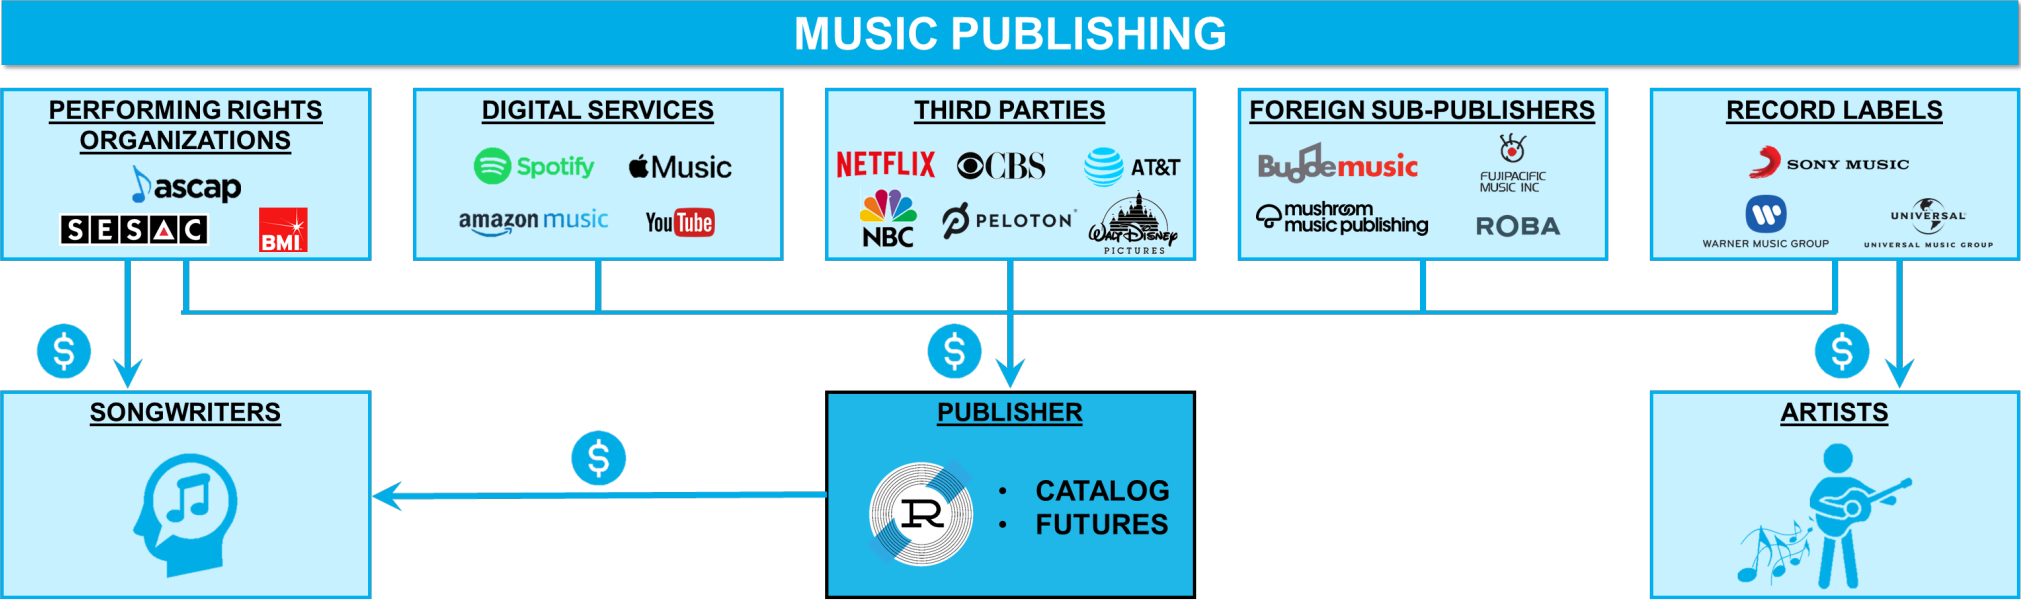 MUSIC PUBLISHING
PERFORMING RIGHTS
ORGANIZATIONS
ascap
SESAC
BMI
DIGITAL SERVICES
Spotify
Music
amazon music
YouTube
THIRD PARTIES
NETFLIX
CBS
AT&T
NBC
PELOTON
WALT DISNEY
PICTURES
FOREIGN SUB-PUBLISHERS
Buddemusic
FUJIPACIFIC
MUSIC INC
mushroom
music publishing
ROBA
RECORD LABELS
SONY MUSIC
WARNER MUSIC GROUP
UNIVERSAL
UNIVERSAL MUSIC GROUP
$
$
$
SONGWRITERS
$
PUBLISHER
R
• CATALOG
• FUTURES
ARTISTS